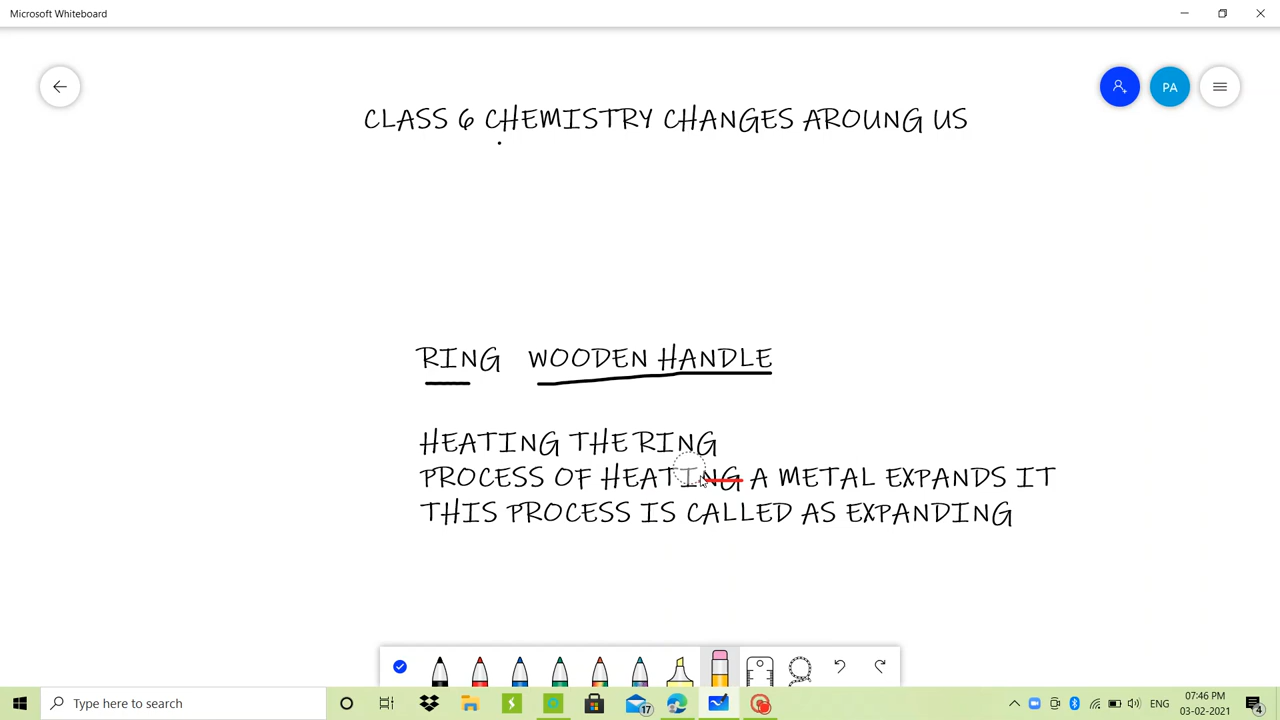 Microsoft Whiteboard
PA
CLASS 6 CHEMISTRY CHANGES AROUNG US
RING WOODEN HANDLE
HEATING THE RING
PROCESS OF HEATING A METAL EXPANDS IT
THIS PROCESS IS CALLED AS EXPANDING
Type here to search
17
ENG
07:46 PM
03-02-2021
4